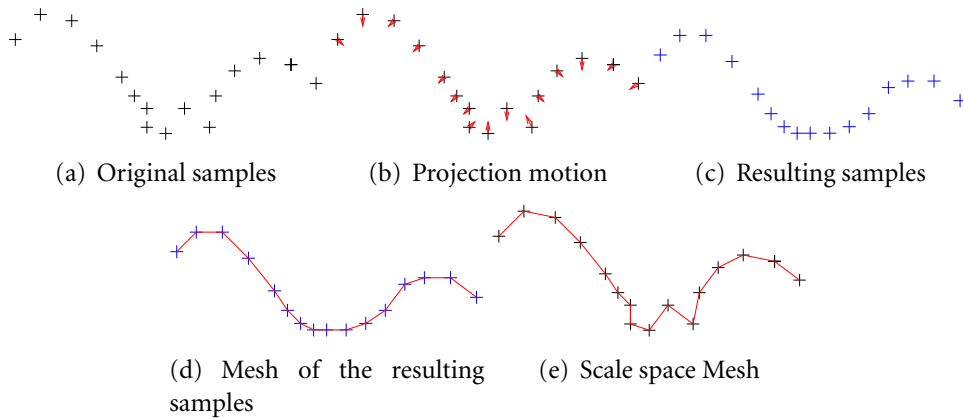 (a) Original samples
(b) Projection motion
(c) Resulting samples
(d) Mesh of the resulting
samples
(e) Scale space Mesh